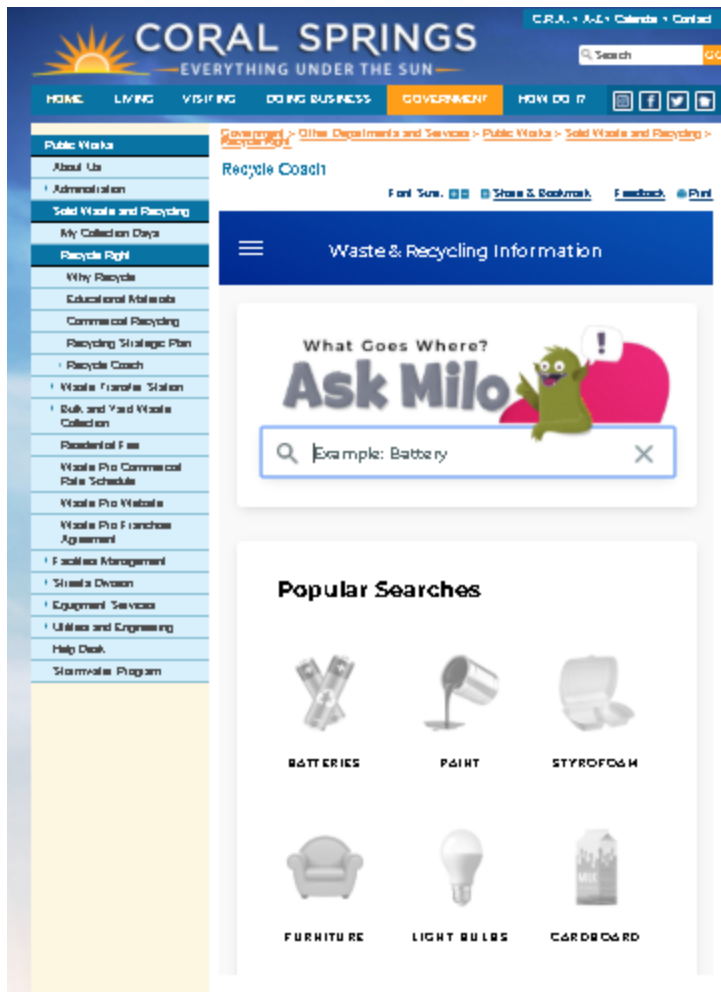 C.R.A. • A-Z • Calendar • Contact
CORAL SPRINGS
EVERYTHING UNDER THE SUN
Search
GO
HOME LIVING VISITING DOING BUSINESS GOVERNMENT HOW DO I?
Government > Other Departments and Services > Public Works > Solid Waste and Recycling >
Recycle Right
Recycle Coach
Font Size: Share & Bookmark Feedback Print
Public Works
About Us
Administration
Solid Waste and Recycling
My Collection Days
Recycle Right
Why Recycle
Educational Materials
Commercial Recycling
Recycling Strategic Plan
Recycle Coach
Waste Transfer Station
Bulk and Yard Waste
Collection
Residential Fee
Waste Pro Commercial
Rate Schedule
Waste Pro Website
Waste Pro Franchise
Agreement
Facilities Management
Streets Division
Equipment Services
Utilities and Engineering
Help Desk
Stormwater Program
Waste & Recycling Information
What Goes Where?
Ask Milo
!
Example: Battery
Popular Searches
BATTERIES PAINT STYROFOAM
MILK
FURNITURE LIGHT BULBS CARDBOARD